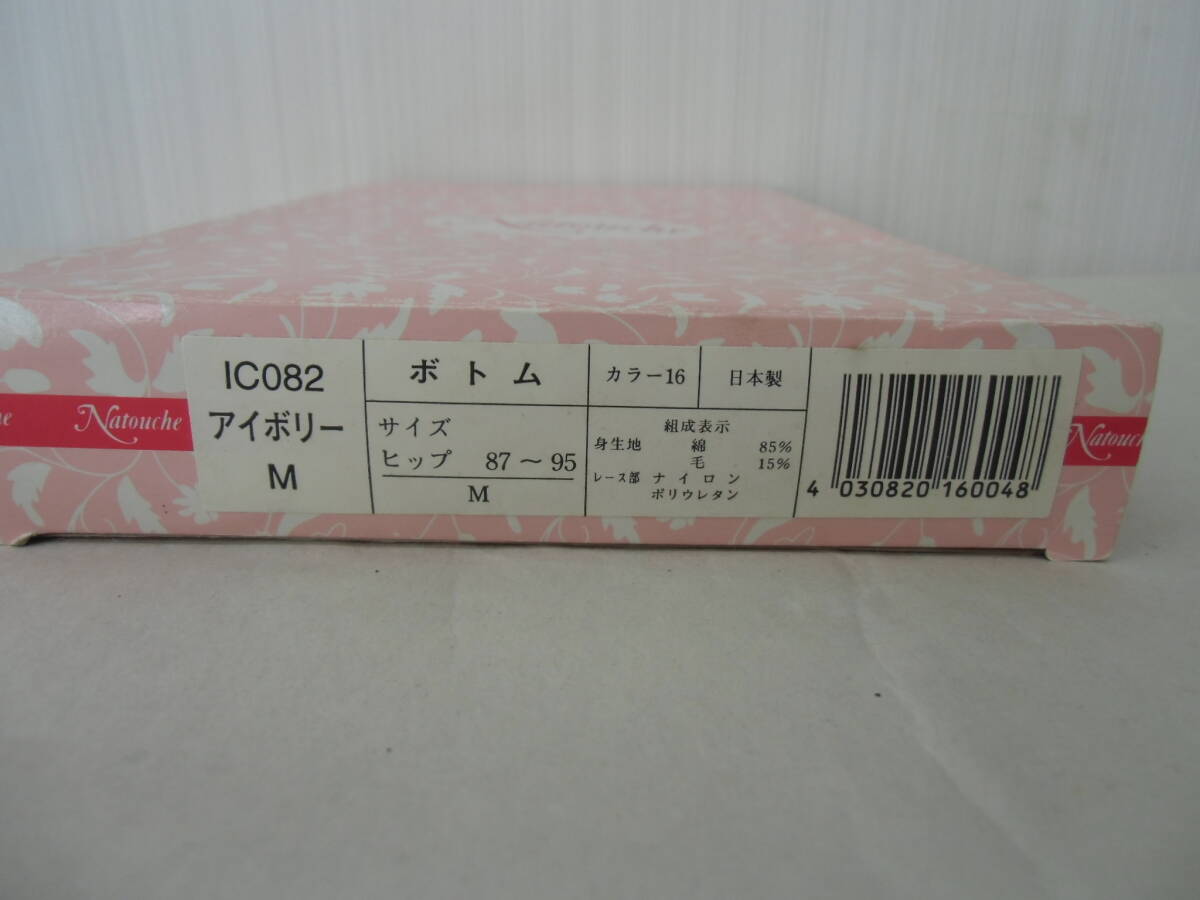 Natouche
IC082
アイボリー
M
ボトム
サイズ
ヒップ 87～95
M
カラー16
日本製
組成表示
身生地 綿 85%
毛 15%
レース部 ナイロン
ポリウレタン
4 030820 160048
Natouche